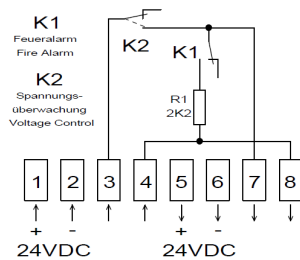 K1
Feueralarm
Fire Alarm
K2
Spannungs-
überwachung
Voltage Control
K2
K1
R1
2K2
1 2 3 4 5 6 7 8
+ - + -
24VDC 24VDC